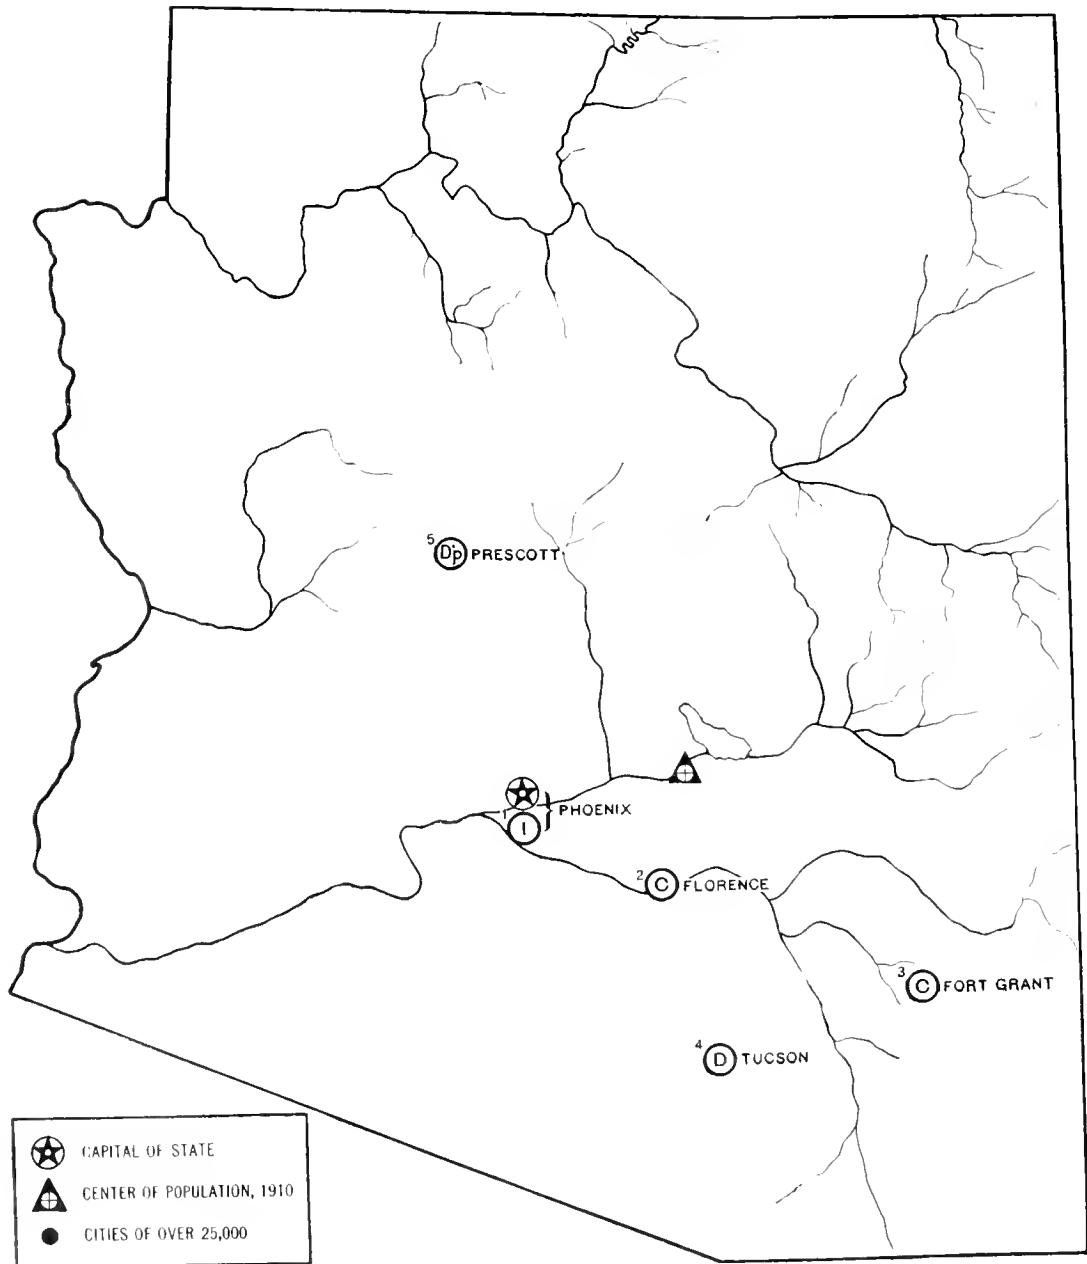 5 D'p PRESCOTT
PHOENIX
1 I
2 C FLORENCE
3 C FORT GRANT
4 D TUCSON
CAPITAL OF STATE
CENTER OF POPULATION, 1910
CITIES OF OVER 25,000